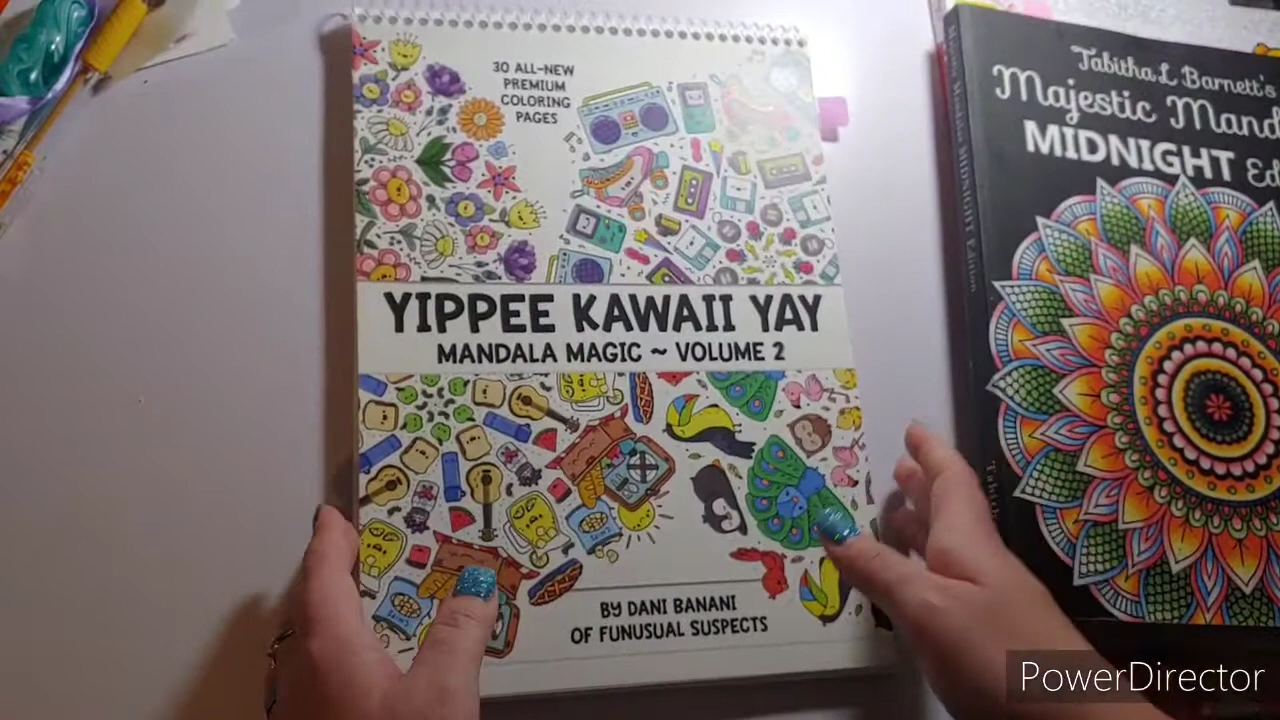 30 ALL-NEW
PREMIUM
COLORING
PAGES
YIPPEE KAWAII YAY
MANDALA MAGIC ~ VOLUME 2
BY DANI BANANI
OF FUNUSUAL SUSPECTS
Tabitha L Barnett's
Majestic Mand
MIDNIGHT Ed
PowerDirector